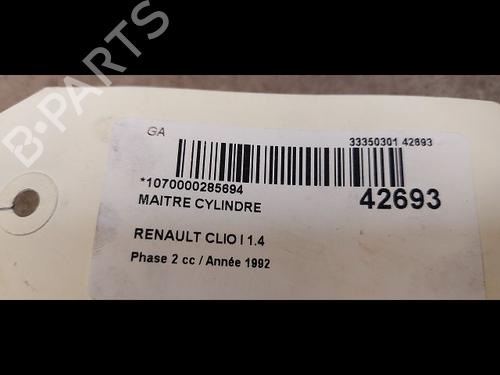 B-PARTS
GA
33350301 42693
*1070000285694
MAITRE CYLINDRE
42693
RENAULT CLIO I 1.4
Phase 2 cc / Année 1992